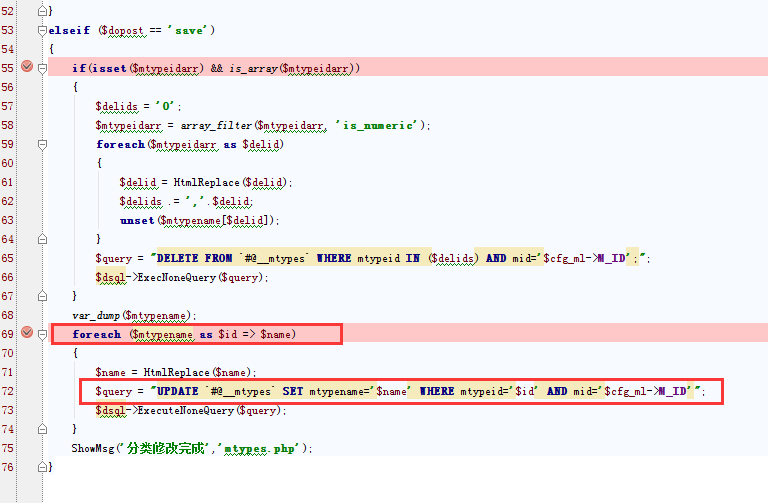 52 }
53 elseif ($dopost == 'save')
54 {
55 if(isset($mtypeidarr) && is_array($mtypeidarr))
56 {
57 $delids = '0';
58 $mtypeidarr = array_filter($mtypeidarr, 'is_numeric');
59 foreach($mtypeidarr as $delid)
60 {
61 $delid = HtmlReplace($delid);
62 $delids .= ','.$delid;
63 unset($mtypename[$delid]);
64 }
65 $query = "DELETE FROM `#@__mtypes` WHERE mtypeid IN ($delids) AND mid='$cfg_ml->M_ID';";
66 $dsql->ExecNoneQuery($query);
67 }
68 var_dump($mtypename);
69 foreach ($mtypename as $id => $name)
70 {
71 $name = HtmlReplace($name);
72 $query = "UPDATE `#@__mtypes` SET mtypename='$name' WHERE mtypeid='$id' AND mid='$cfg_ml->M_ID'";
73 $dsql->ExecuteNoneQuery($query);
74 }
75 ShowMsg('分类修改完成','mtypes.php');
76 }